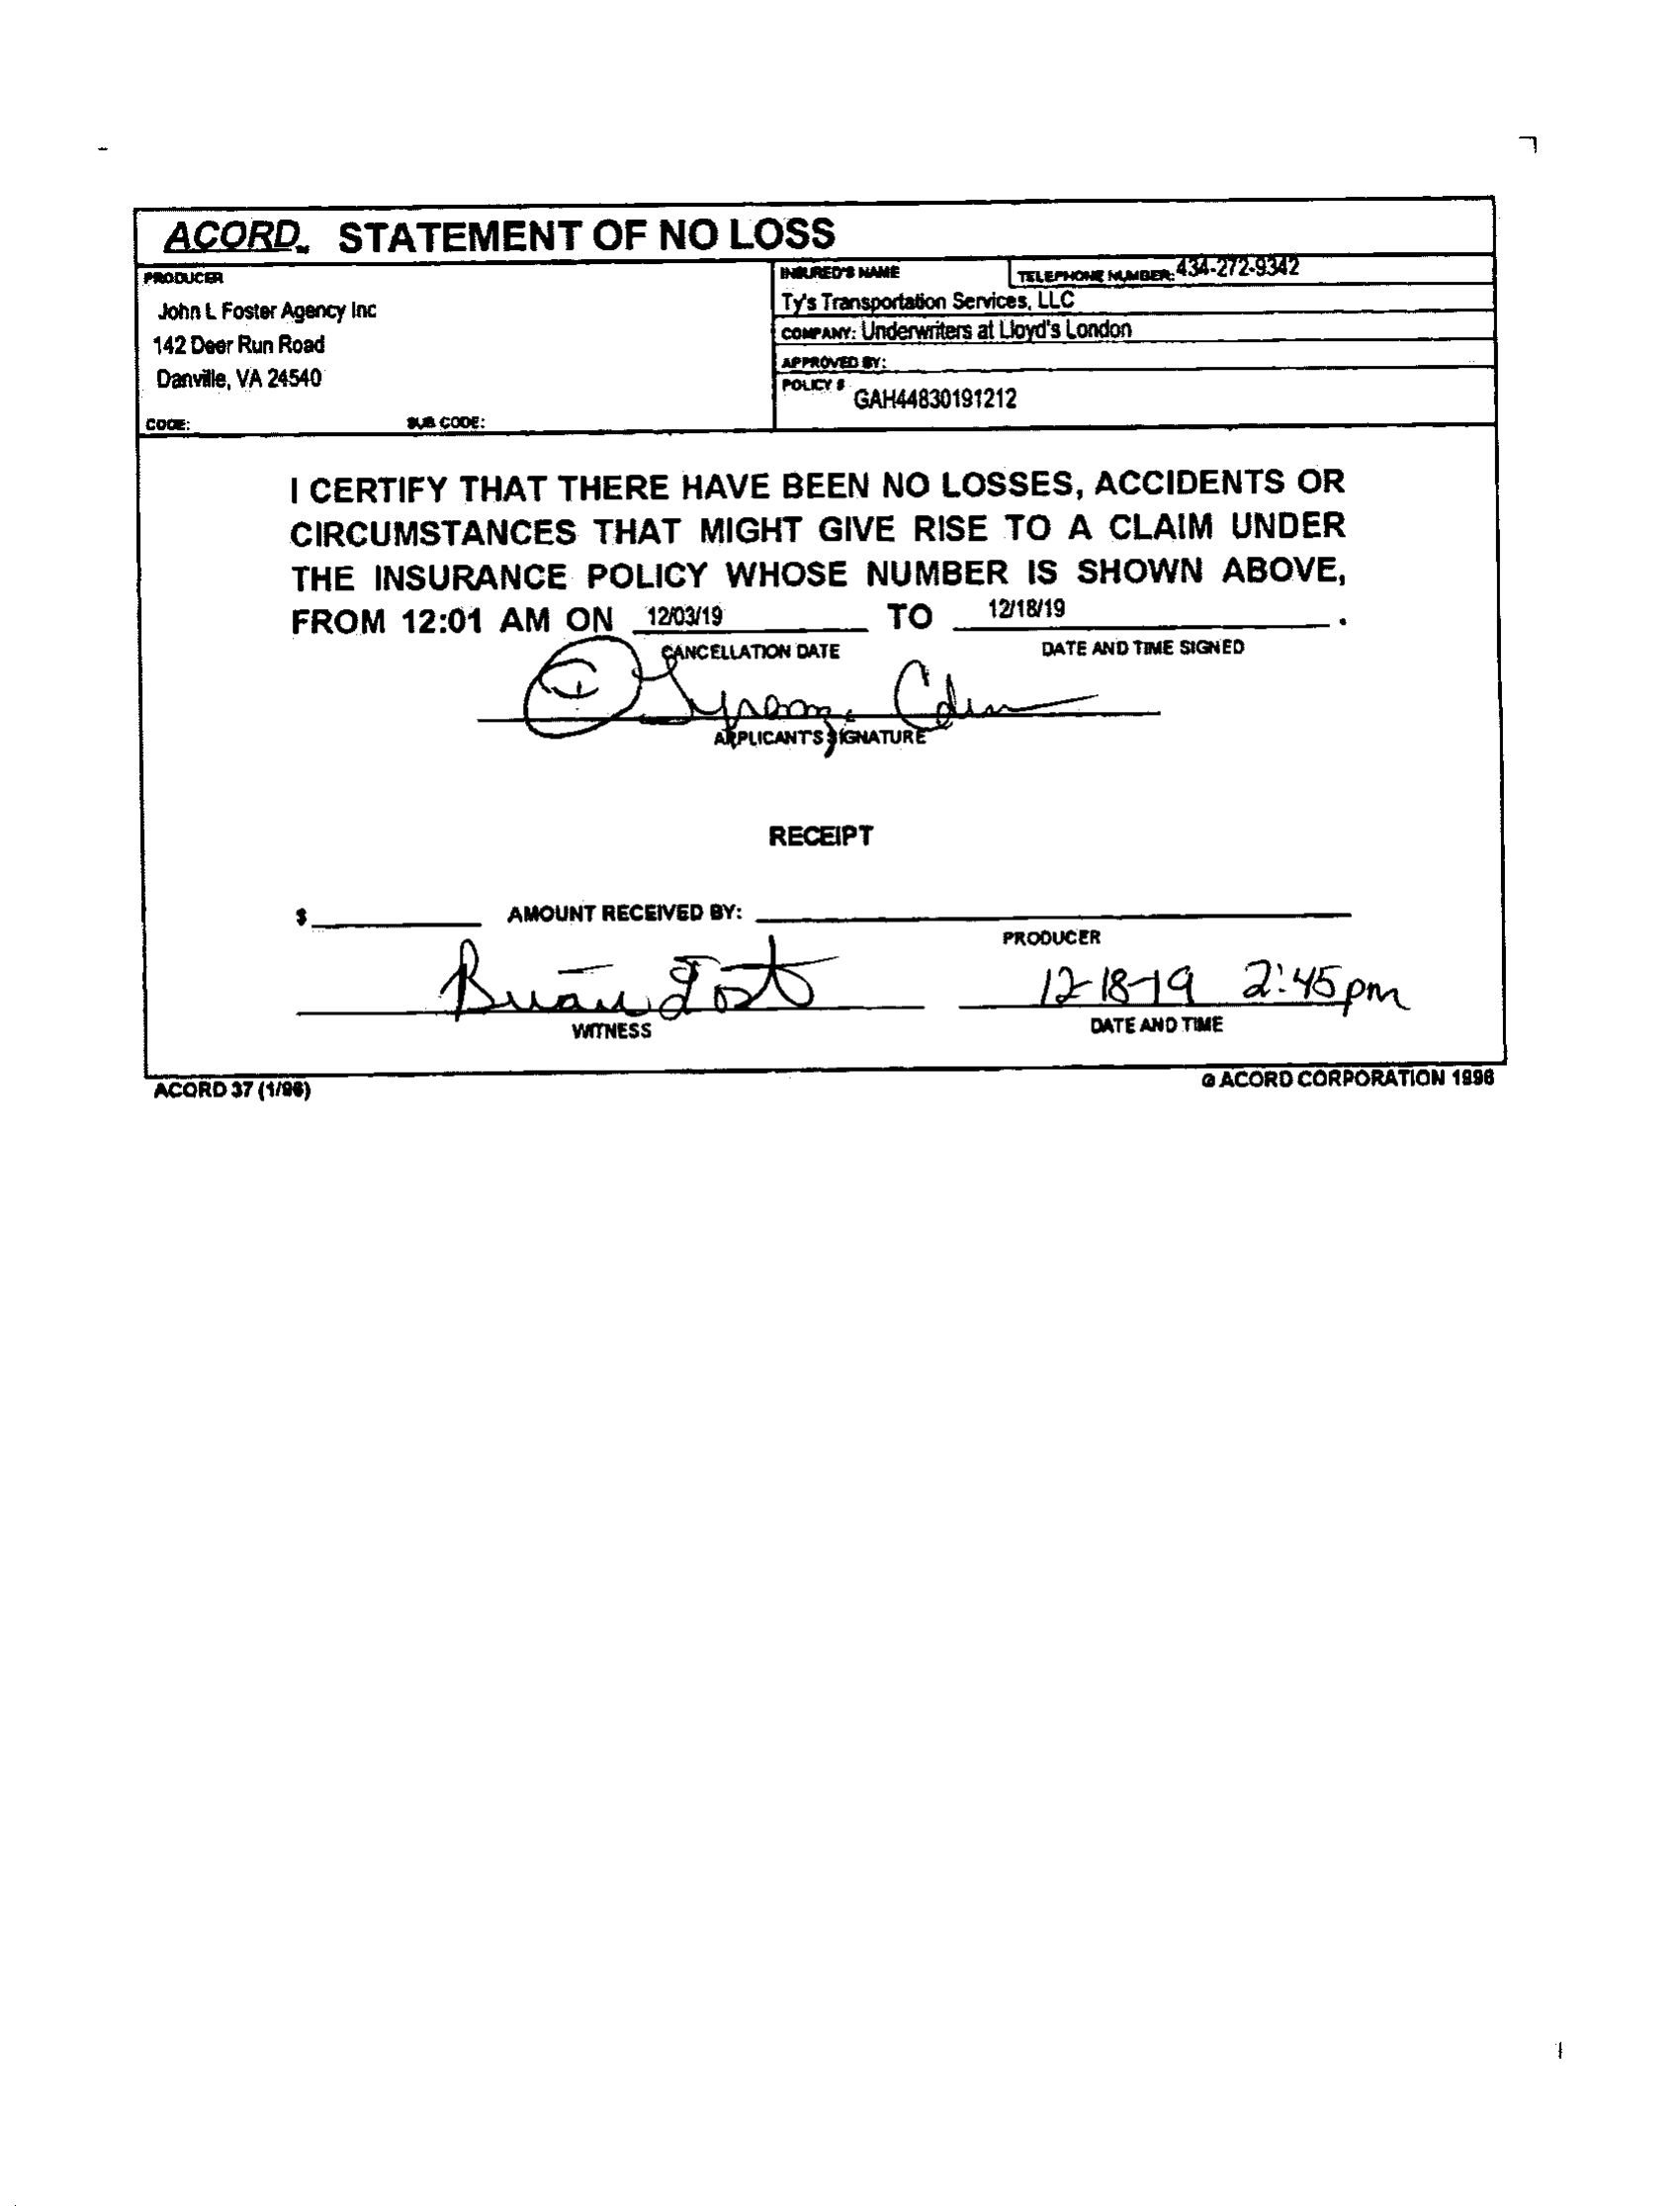 ACORD™ STATEMENT OF NO LOSS
PRODUCER
John L Foster Agency Inc
142 Deer Run Road
Danville, VA 24540
CODE: SUB CODE:
INSURED'S NAME TELEPHONE NUMBER: 434-272-9342
Ty's Transportation Services, LLC
COMPANY: Underwriters at Lloyd's London
APPROVED BY:
POLICY # GAH44830191212
I CERTIFY THAT THERE HAVE BEEN NO LOSSES, ACCIDENTS OR
CIRCUMSTANCES THAT MIGHT GIVE RISE TO A CLAIM UNDER
THE INSURANCE POLICY WHOSE NUMBER IS SHOWN ABOVE,
FROM 12:01 AM ON 12/03/19 TO 12/18/19 .
CANCELLATION DATE DATE AND TIME SIGNED
APPLICANT'S SIGNATURE
RECEIPT
$ AMOUNT RECEIVED BY:
PRODUCER
Brian 12-18-19 2:45pm
WITNESS DATE AND TIME
ACORD 37 (1/96) © ACORD CORPORATION 1996